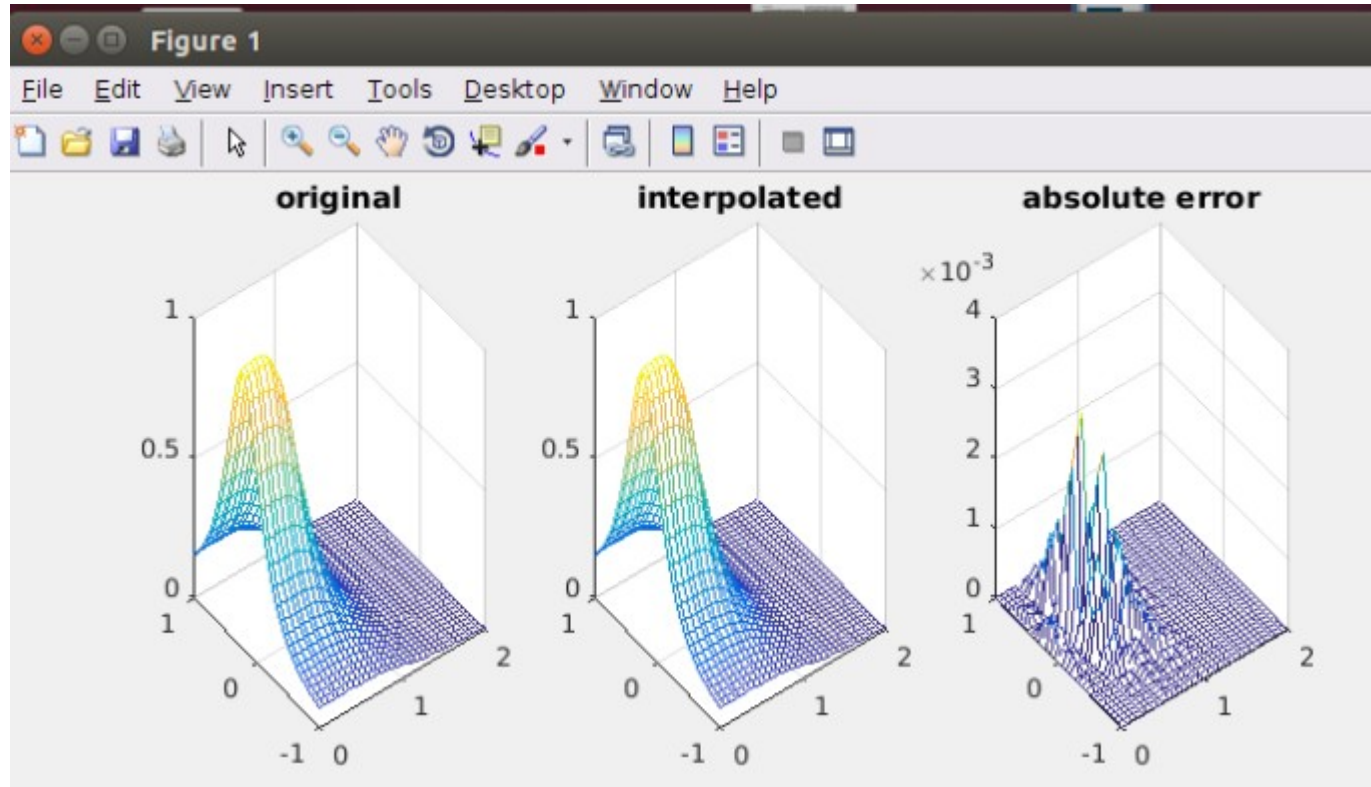 Figure 1
File Edit View Insert Tools Desktop Window Help
original interpolated absolute error
×10-3
1 1 4
3
0.5 0.5 2
1
0 0 0
1 1 1
2 2 2
0 0 0
1 1 1
-1 0 -1 0 -1 0